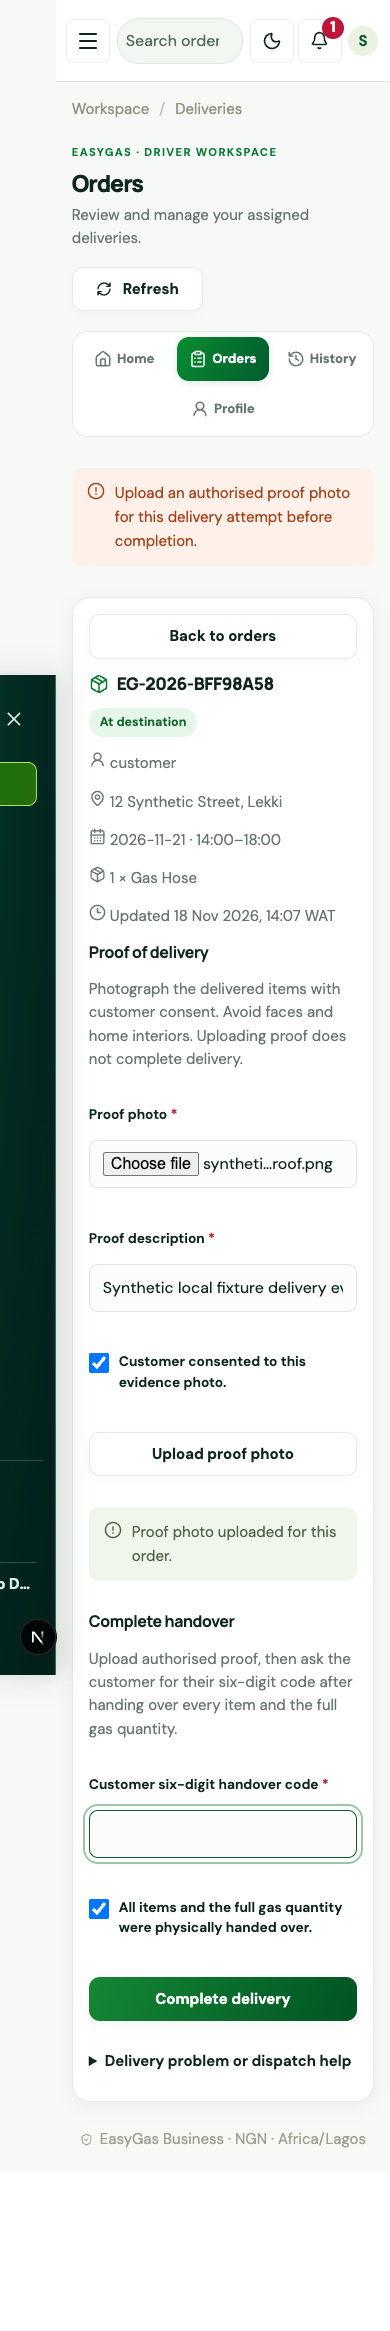 Search order
1
S
Workspace / Deliveries
EASYGAS · DRIVER WORKSPACE
Orders
Review and manage your assigned
deliveries.
Refresh
Home
Orders
History
Profile
Upload an authorised proof photo
for this delivery attempt before
completion.
Back to orders
EG-2026-BFF98A58
At destination
customer
12 Synthetic Street, Lekki
2026-11-21 · 14:00–18:00
1 × Gas Hose
Updated 18 Nov 2026, 14:07 WAT
Proof of delivery
Photograph the delivered items with
customer consent. Avoid faces and
home interiors. Uploading proof does
not complete delivery.
Proof photo *
Choose file syntheti...roof.png
Proof description *
Synthetic local fixture delivery ev
Customer consented to this
evidence photo.
Upload proof photo
Proof photo uploaded for this
order.
D...
N
Complete handover
Upload authorised proof, then ask the
customer for their six-digit code after
handing over every item and the full
gas quantity.
Customer six-digit handover code *
All items and the full gas quantity
were physically handed over.
Complete delivery
Delivery problem or dispatch help
EasyGas Business · NGN · Africa/Lagos